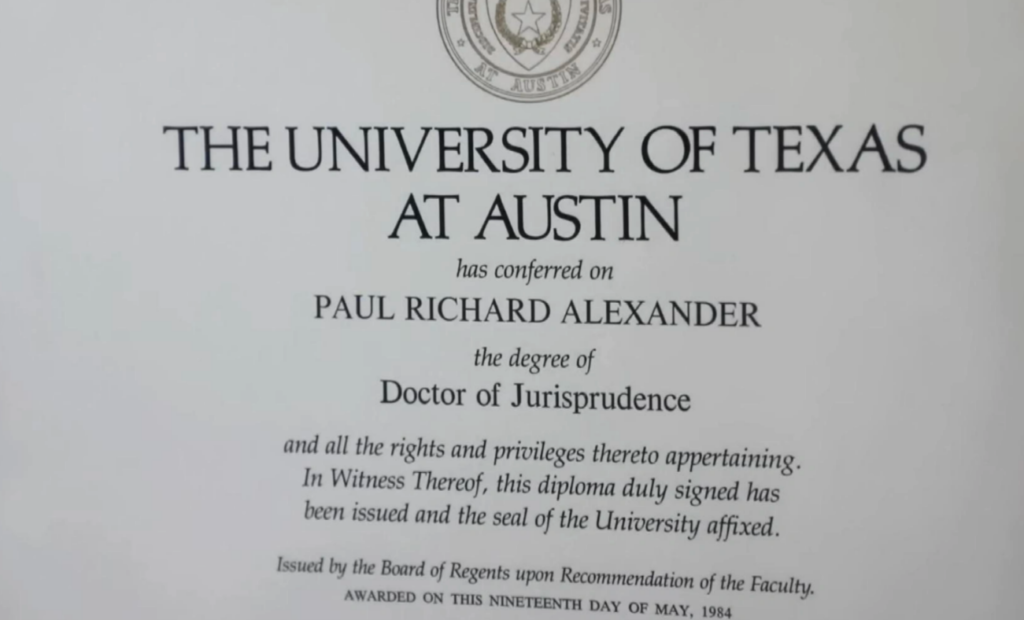 AT AUSTIN
THE UNIVERSITY OF TEXAS
AT AUSTIN
has conferred on
PAUL RICHARD ALEXANDER
the degree of
Doctor of Jurisprudence
and all the rights and privileges thereto appertaining.
In Witness Thereof, this diploma duly signed has
been issued and the seal of the University affixed.
Issued by the Board of Regents upon Recommendation of the Faculty.
AWARDED ON THIS NINETEENTH DAY OF MAY, 1984